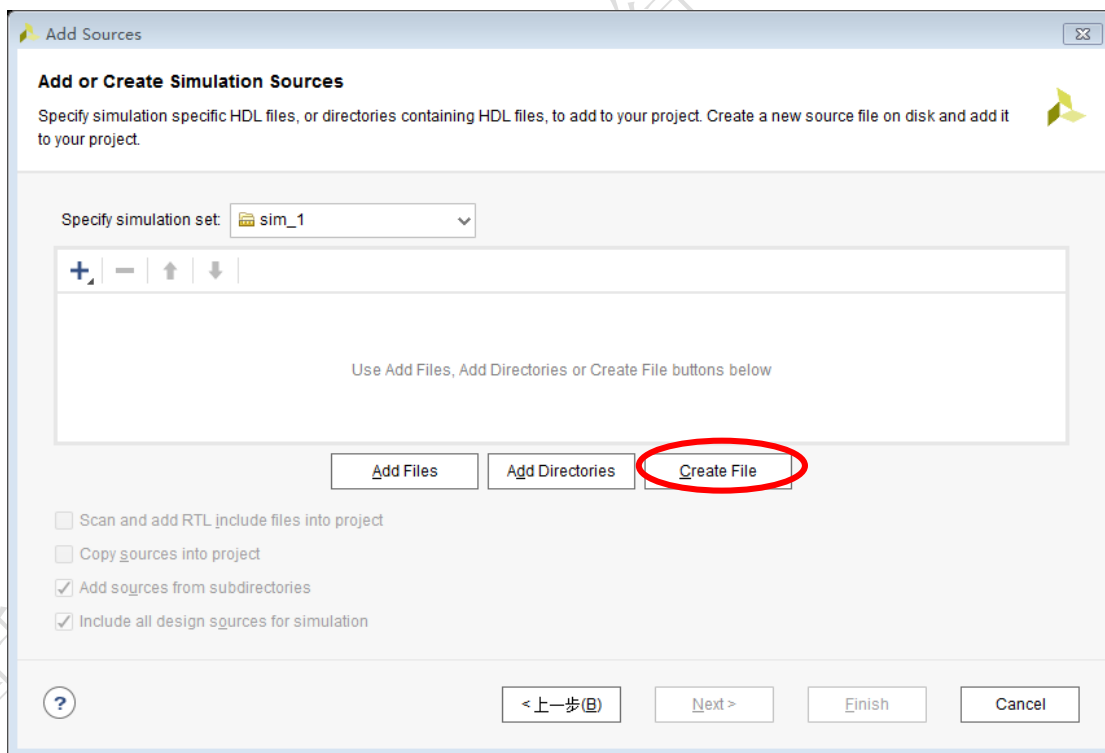 Add Sources
Add or Create Simulation Sources
Specify simulation specific HDL files, or directories containing HDL files, to add to your project. Create a new source file on disk and add it
to your project.
Specify simulation set: sim_1
Use Add Files, Add Directories or Create File buttons below
Add Files Add Directories Create File
Scan and add RTL include files into project
Copy sources into project
Add sources from subdirectories
Include all design sources for simulation
? <上一步(B) Next > Finish Cancel